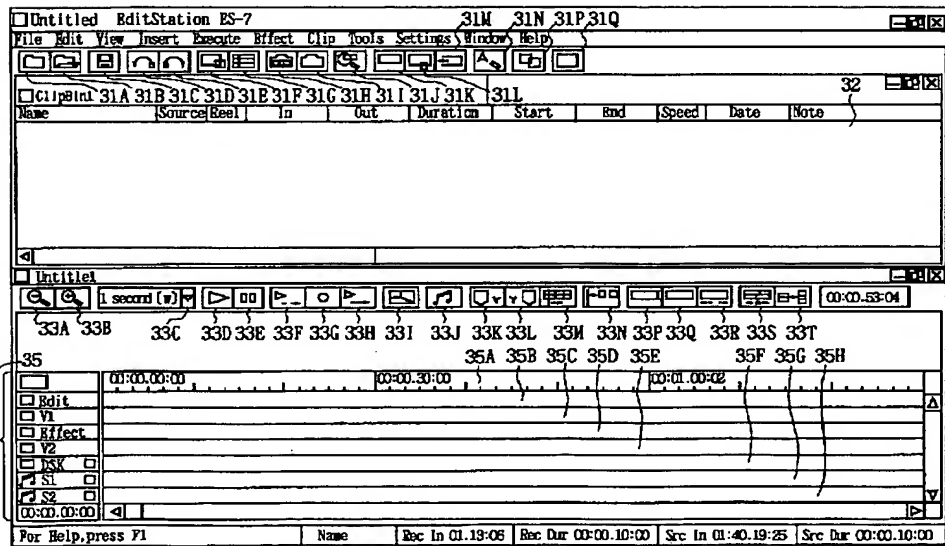 Untitled EditStation ES-7 31M 31N 31P 31Q
File Edit View Insert Execute Effect Clip Tools Settings Window Help
ClipBin1 31A 31B 31C 31D 31E 31F 31G 31H 31I 31J 31K 31L 32
Name Source Reel In Out Duration Start End Speed Date Note
Untitle1
1 second (w) 00:00.53:04
33A 33B 33C 33D 33E 33F 33G 33H 33I 33J 33K 33L 33M 33N 33P 33Q 33R 33S 33T
35 35A 35B 35C 35D 35E 35F 35G 35H
00:00.00:00 00:00.30:00 00:01.00:02
Edit
V1
Effect
V2
DSK
S1
S2
00:00.00:00
For Help,press F1 Name Rec In 01.13:06 Rec Dur 00:00.10:00 Src In 01:40.19:25 Src Dur 00:00.10:00